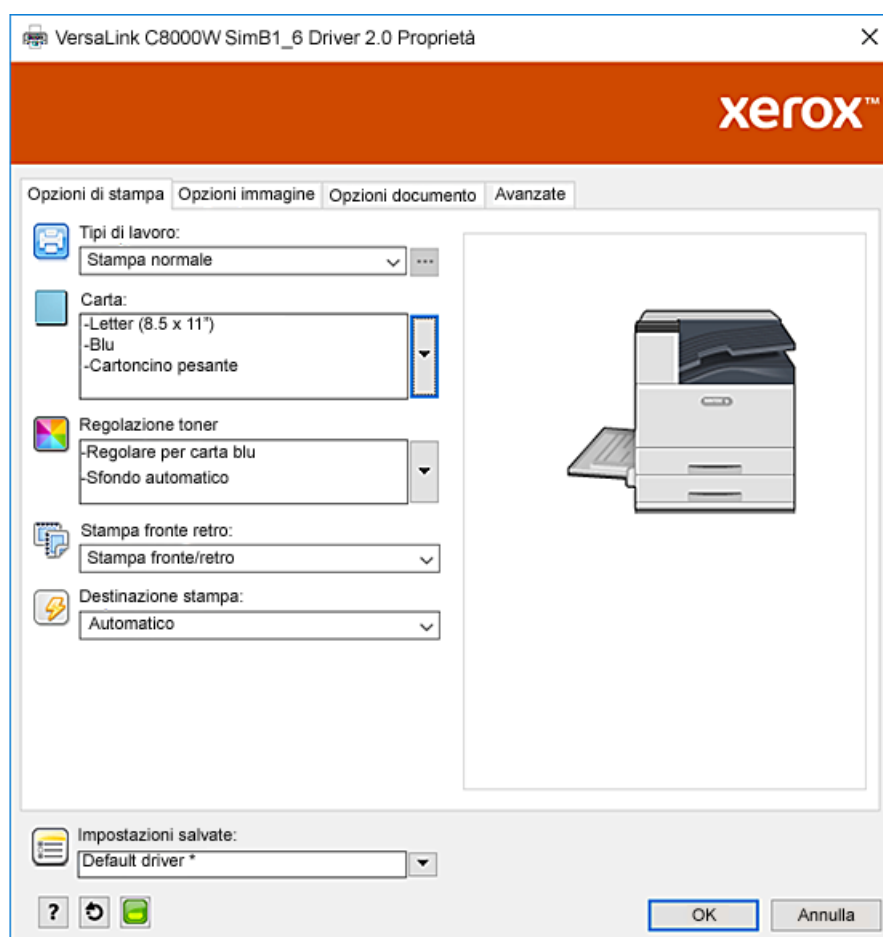 VersaLink C8000W SimB1_6 Driver 2.0 Proprietà
xerox™
Opzioni di stampa Opzioni immagine Opzioni documento Avanzate
Tipi di lavoro:
Stampa normale
Carta:
-Letter (8.5 x 11”)
-Blu
-Cartoncino pesante
Regolazione toner
-Regolare per carta blu
-Sfondo automatico
Stampa fronte retro:
Stampa fronte/retro
Destinazione stampa:
Automatico
Impostazioni salvate:
Default driver *
?
OK Annulla